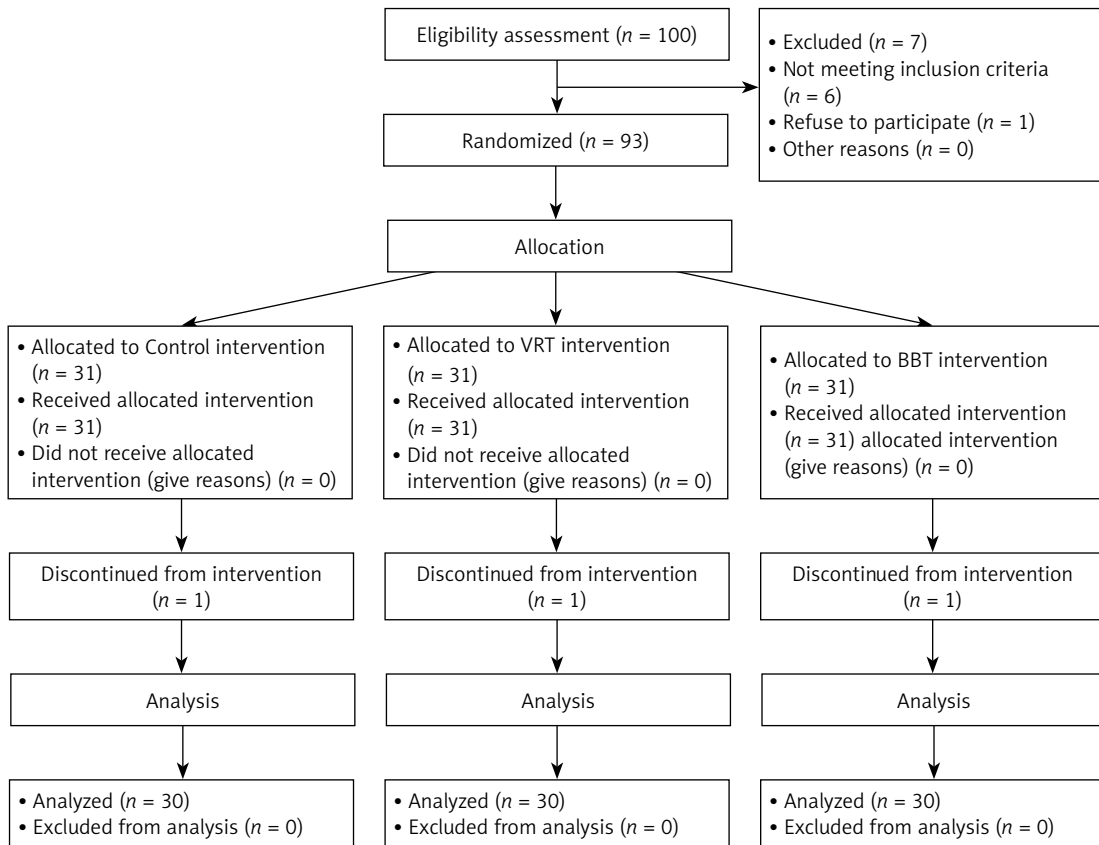 Eligibility assessment (n = 100)
• Excluded (n = 7)
• Not meeting inclusion criteria
(n = 6)
• Refuse to participate (n = 1)
• Other reasons (n = 0)
Randomized (n = 93)
Allocation
• Allocated to Control intervention
(n = 31)
• Received allocated intervention
(n = 31)
• Did not receive allocated
intervention (give reasons) (n = 0)
• Allocated to VRT intervention
(n = 31)
• Received allocated intervention
(n = 31)
• Did not receive allocated
intervention (give reasons) (n = 0)
• Allocated to BBT intervention
(n = 31)
• Received allocated intervention
(n = 31) allocated intervention
(give reasons) (n = 0)
Discontinued from intervention
(n = 1)
Discontinued from intervention
(n = 1)
Discontinued from intervention
(n = 1)
Analysis
Analysis
Analysis
• Analyzed (n = 30)
• Excluded from analysis (n = 0)
• Analyzed (n = 30)
• Excluded from analysis (n = 0)
• Analyzed (n = 30)
• Excluded from analysis (n = 0)